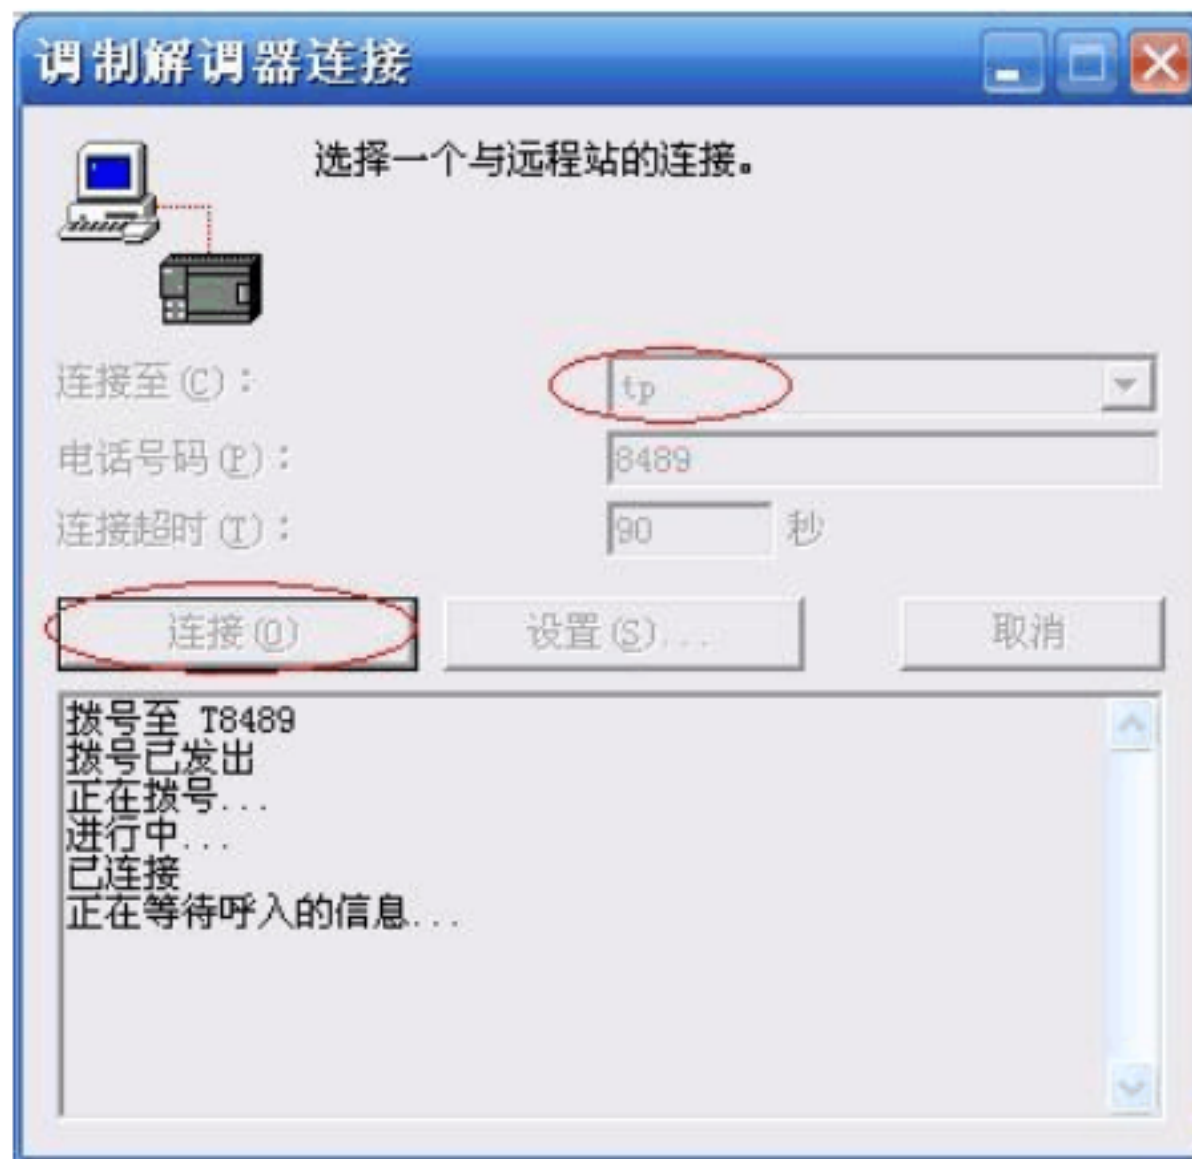 调制解调器连接
选择一个与远程站的连接。
连接至(C)： tp
电话号码(P)： 8489
连接超时(T)： 90 秒
连接(O) 设置(S)... 取消
拨号至 T8489
拨号已发出
正在拨号...
进行中...
已连接
正在等待呼入的信息...